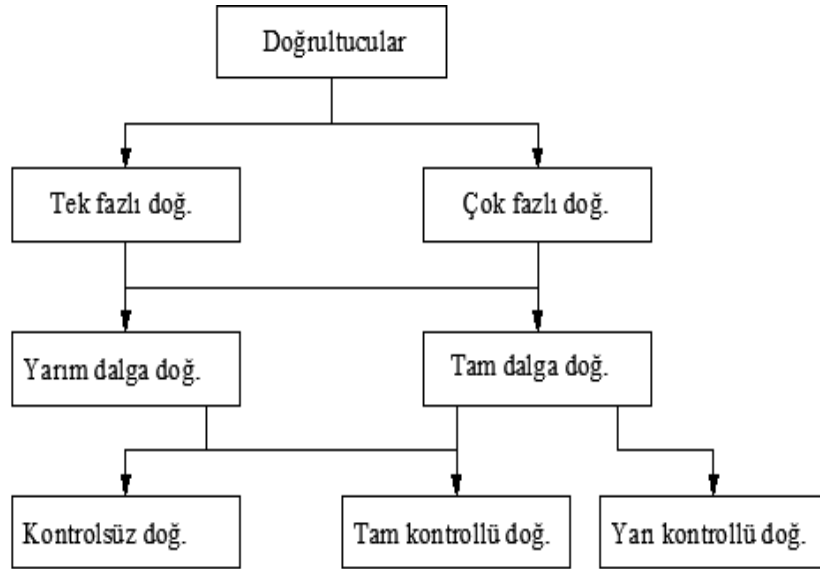 Doğrultucular
Tek fazlı doğ.
Çok fazlı doğ.
Yarım dalga doğ.
Tam dalga doğ.
Kontrolsüz doğ.
Tam kontrollü doğ.
Yarı kontrollü doğ.